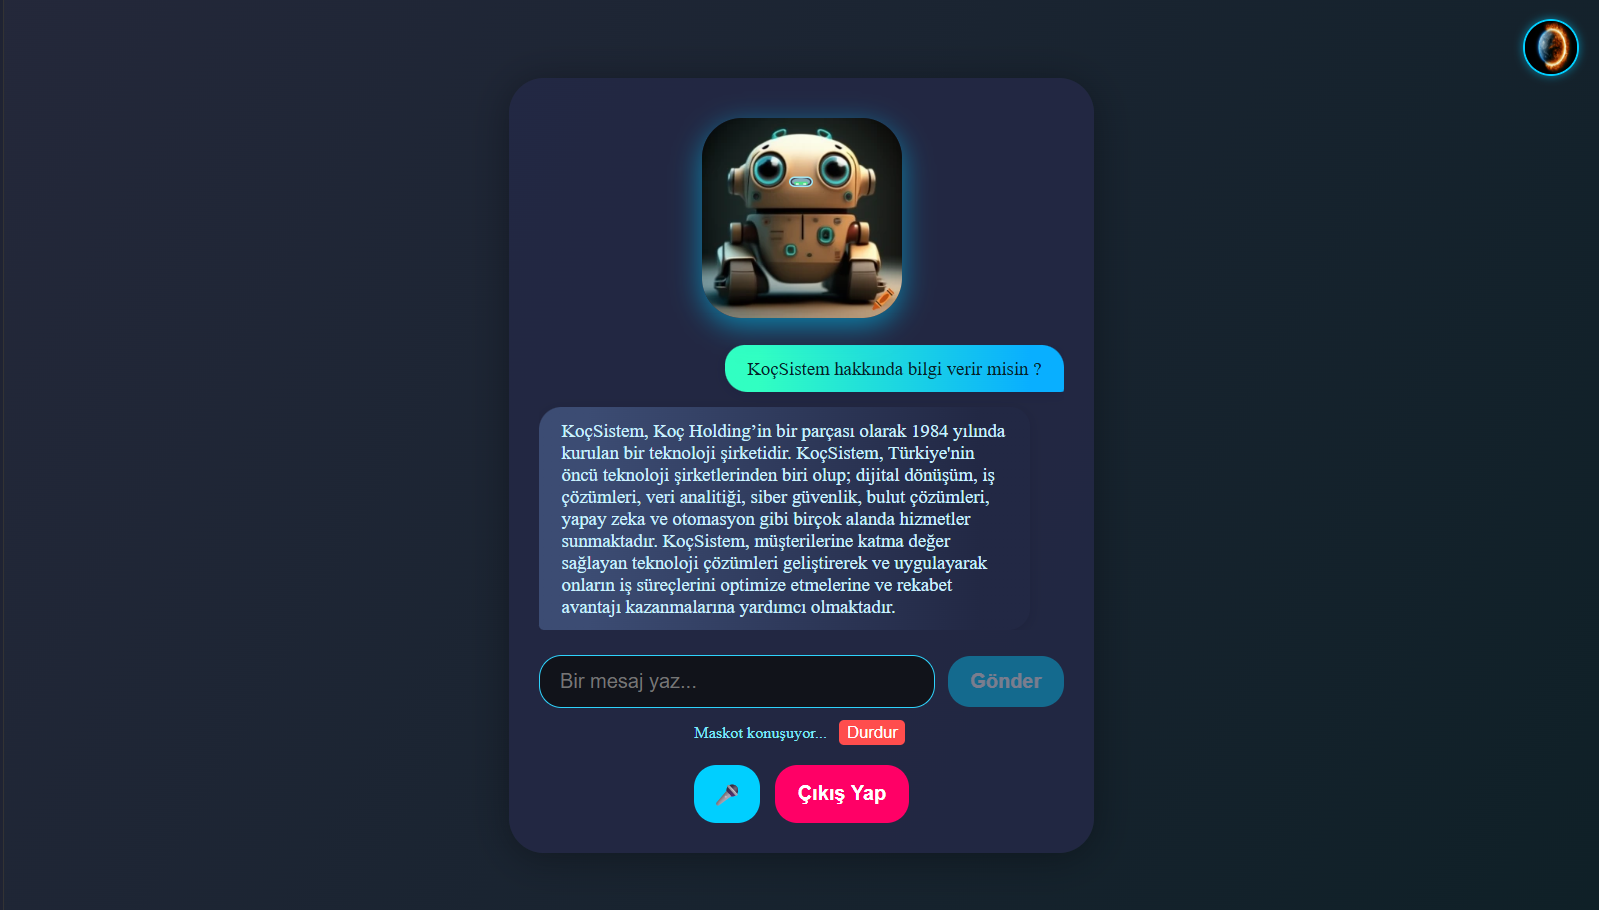 KoçSistem hakkında bilgi verir misin ?
KoçSistem, Koç Holding’in bir parçası olarak 1984 yılında
kurulan bir teknoloji şirketidir. KoçSistem, Türkiye'nin
öncü teknoloji şirketlerinden biri olup; dijital dönüşüm, iş
çözümleri, veri analitiği, siber güvenlik, bulut çözümleri,
yapay zeka ve otomasyon gibi birçok alanda hizmetler
sunmaktadır. KoçSistem, müşterilerine katma değer
sağlayan teknoloji çözümleri geliştirerek ve uygulayarak
onların iş süreçlerini optimize etmelerine ve rekabet
avantajı kazanmalarına yardımcı olmaktadır.
Bir mesaj yaz...
Gönder
Maskot konuşuyor...
Durdur
Çıkış Yap